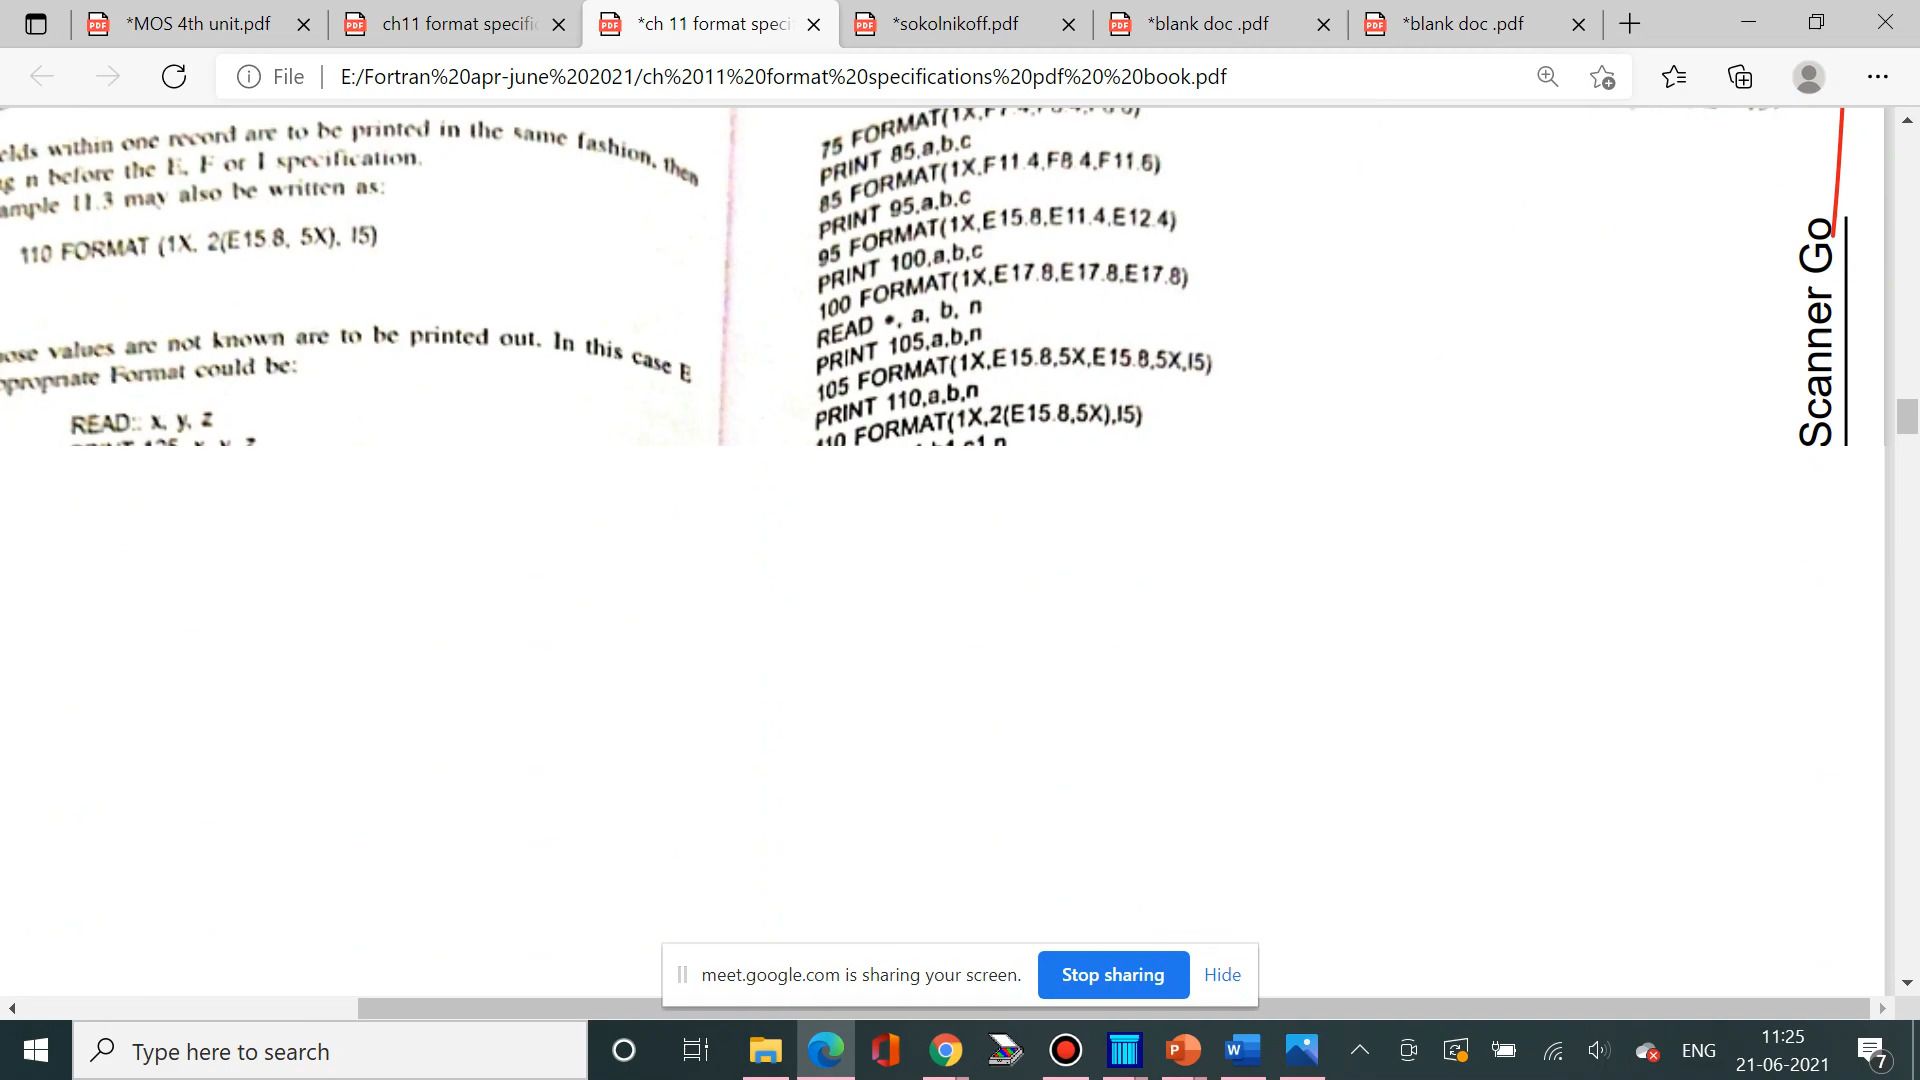 *MOS 4th unit.pdf
ch11 format specific
*ch 11 format speci
*sokolnikoff.pdf
*blank doc .pdf
*blank doc .pdf
File
E:/Fortran%20apr-june%202021/ch%2011%20format%20specifications%20pdf%20%20book.pdf
elds within one record are to be printed in the same fashion, then
g n before the E, F or I specification.
ample 11.3 may also be written as:
110 FORMAT (1X, 2(E15.8, 5X), I5)
ose values are not known are to be printed out. In this case E
ppropriate Format could be:
READ:: x, y, z
75 FORMAT(1X,
PRINT 85,a,b,c
85 FORMAT(1X,F11.4,F8.4,F11.6)
PRINT 95,a,b,c
95 FORMAT(1X,E15.8,E11.4,E12.4)
PRINT 100,a,b,c
100 FORMAT(1X,E17.8,E17.8,E17.8)
READ *, a, b, n
PRINT 105,a,b,n
105 FORMAT(1X,E15.8,5X,E15.8,5X,I5)
PRINT 110,a,b,n
110 FORMAT(1X,2(E15.8,5X),I5)
Scanner Go
meet.google.com is sharing your screen.
Stop sharing
Hide
Type here to search
ENG
11:25
21-06-2021
7